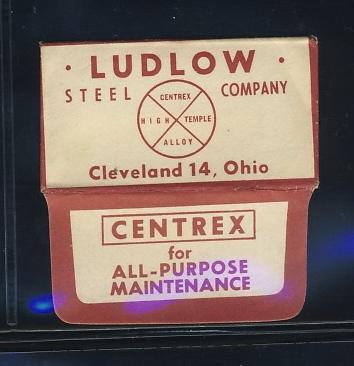 · LUDLOW ·
STEEL COMPANY
CENTREX
HIGH TEMPLE
ALLOY
Cleveland 14, Ohio
CENTREX
for
ALL-PURPOSE
MAINTENANCE